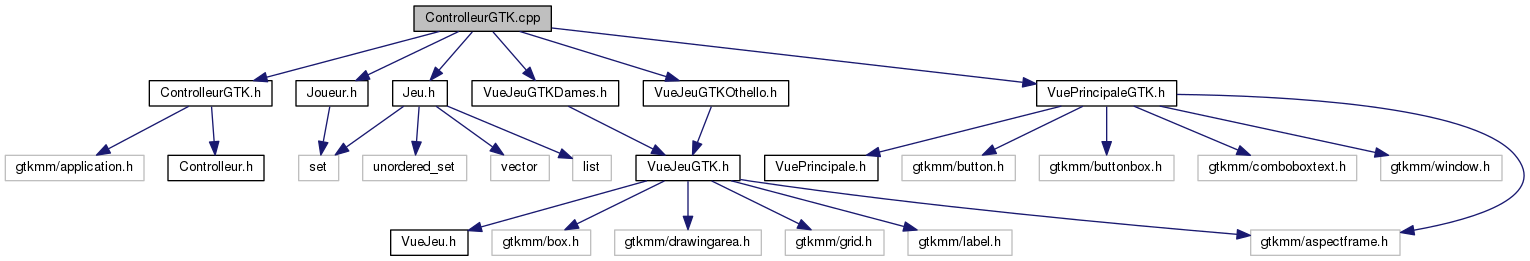 ControlleurGTK.cpp
ControlleurGTK.h
Joueur.h
Jeu.h
VueJeuGTKDames.h
VueJeuGTKOthello.h
VuePrincipaleGTK.h
gtkmm/application.h
Controlleur.h
set
unordered_set
vector
list
VueJeuGTK.h
VuePrincipale.h
gtkmm/button.h
gtkmm/buttonbox.h
gtkmm/comboboxtext.h
gtkmm/window.h
VueJeu.h
gtkmm/box.h
gtkmm/drawingarea.h
gtkmm/grid.h
gtkmm/label.h
gtkmm/aspectframe.h